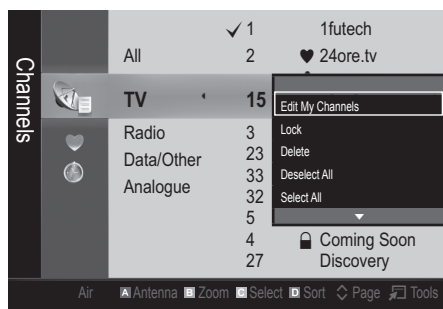 Channels
✓ 1 1futech
All 2 ♥ 24ore.tv
TV 15
Radio 3
Data/Other 23
Analogue 33
32
5
4 Coming Soon
27 Discovery
Edit My Channels
Lock
Delete
Deselect All
Select All
Air A Antenna B Zoom C Select D Sort Page Tools